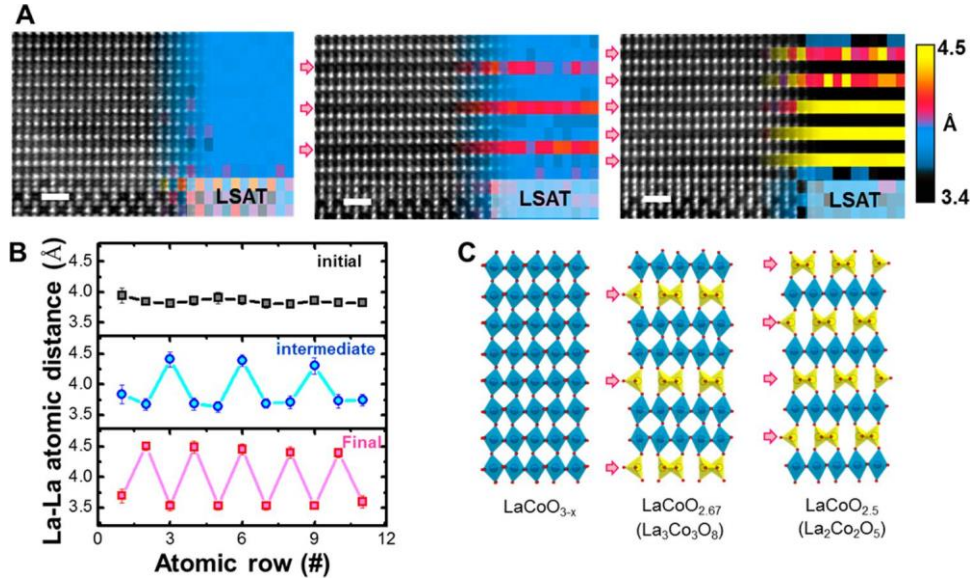 A
LSAT
LSAT
LSAT
4.5
Å
3.4
B
La-La atomic distance (Å)
4.5
4.0
3.5
initial
4.5
4.0
3.5
intermediate
4.5
4.0
3.5
Final
0 3 6 9 12
Atomic row (#)
C
LaCoO₃₋ₓ
LaCoO₂.₆₇
(La₃Co₃O₈)
LaCoO₂.₅
(La₂Co₂O₅)